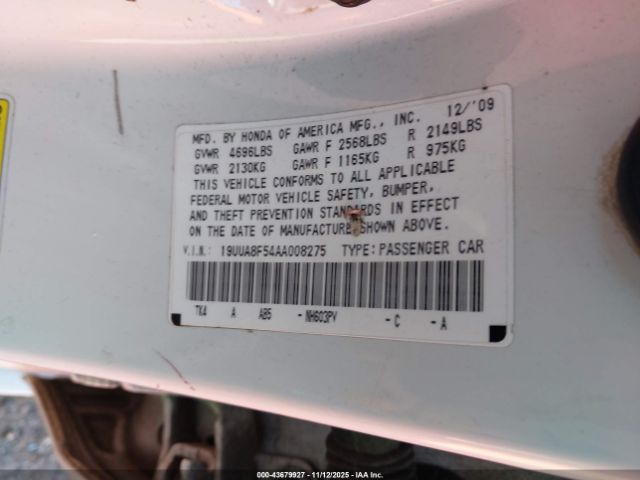 MFD. BY HONDA OF AMERICA MFG., INC. 12/'09
GVWR 4696LBS GAWR F 2568LBS R 2149LBS
GVWR 2130KG GAWR F 1165KG R 975KG
THIS VEHICLE CONFORMS TO ALL APPLICABLE
FEDERAL MOTOR VEHICLE SAFETY, BUMPER,
AND THEFT PREVENTION STANDARDS IN EFFECT
ON THE DATE OF MANUFACTURE SHOWN ABOVE.
V.I.N.: 19UUA8F54AA008275 TYPE: PASSENGER CAR
TK4 A A05 -NH603PV -C -A
000-43679927 - 11/12/2025 - IAA Inc.